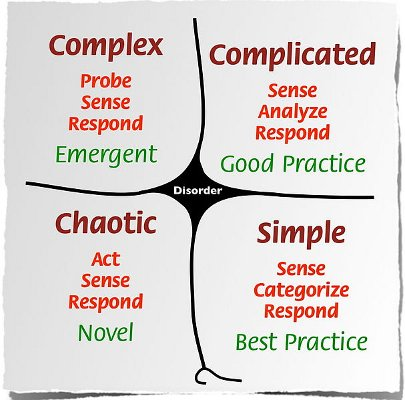 Complex
Probe
Sense
Respond
Emergent
Complicated
Sense
Analyze
Respond
Good Practice
Disorder
Chaotic
Act
Sense
Respond
Novel
Simple
Sense
Categorize
Respond
Best Practice